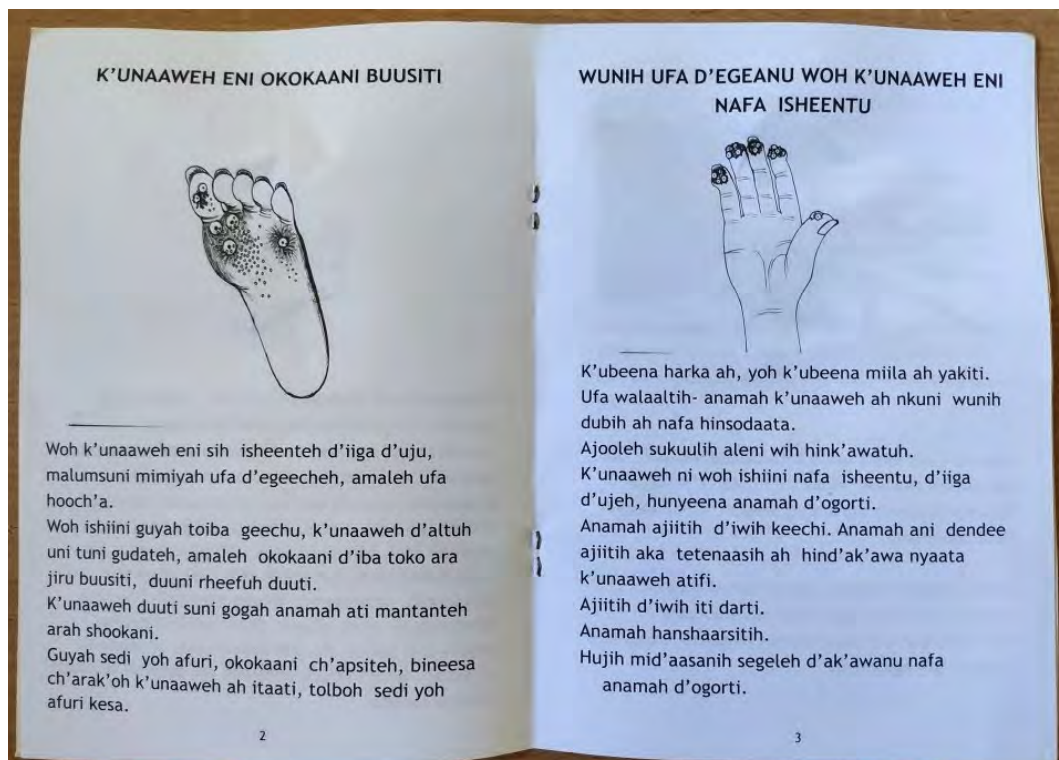 K'UNAAWEH ENI OKOKAANI BUUSITI
Woh k'unaaweh eni sih isheenteh d'iiga d'uju,
malumsuni mimiyah ufa d'egeecheh, amaleh ufa
hooch'a.
Woh ishiini guyah toiba geechu, k'unaaweh d'altuh
uni tuni gudateh, amaleh okokaani d'iba toko ara
jiru buusiti, duuni rheefuh duuti.
K'unaaweh duuti suni gogah anamah ati mantanteh
arah shookani.
Guyah sedi yoh afuri, okokaani ch'apsiteh, bineesa
ch'arak'oh k'unaaweh ah itaati, tolboh sedi yoh
afuri kesa.
2
WUNIH UFA D'EGEANU WOH K'UNAAWEH ENI
NAFA ISHEENTU
K'ubeena harka ah, yoh k'ubeena miila ah yakiti.
Ufa walaaltih- anamah k'unaaweh ah nkuni wunih
dubih ah nafa hinsodaata.
Ajooleh sukuulih aleni wih hink'awatuh.
K'unaaweh ni woh ishiini nafa isheentu, d'iiga
d'ujeh, hunyeena anamah d'ogorti.
Anamah ajiitih d'iwih keechi. Anamah ani dendee
ajiitih aka tetenaasih ah hind'ak'awa nyaata
k'unaaweh atifi.
Ajiitih d'iwih iti darti.
Anamah hanshaarsitih.
Hujih mid'aasanih segeleh d'ak'awanu nafa
anamah d'ogorti.
3